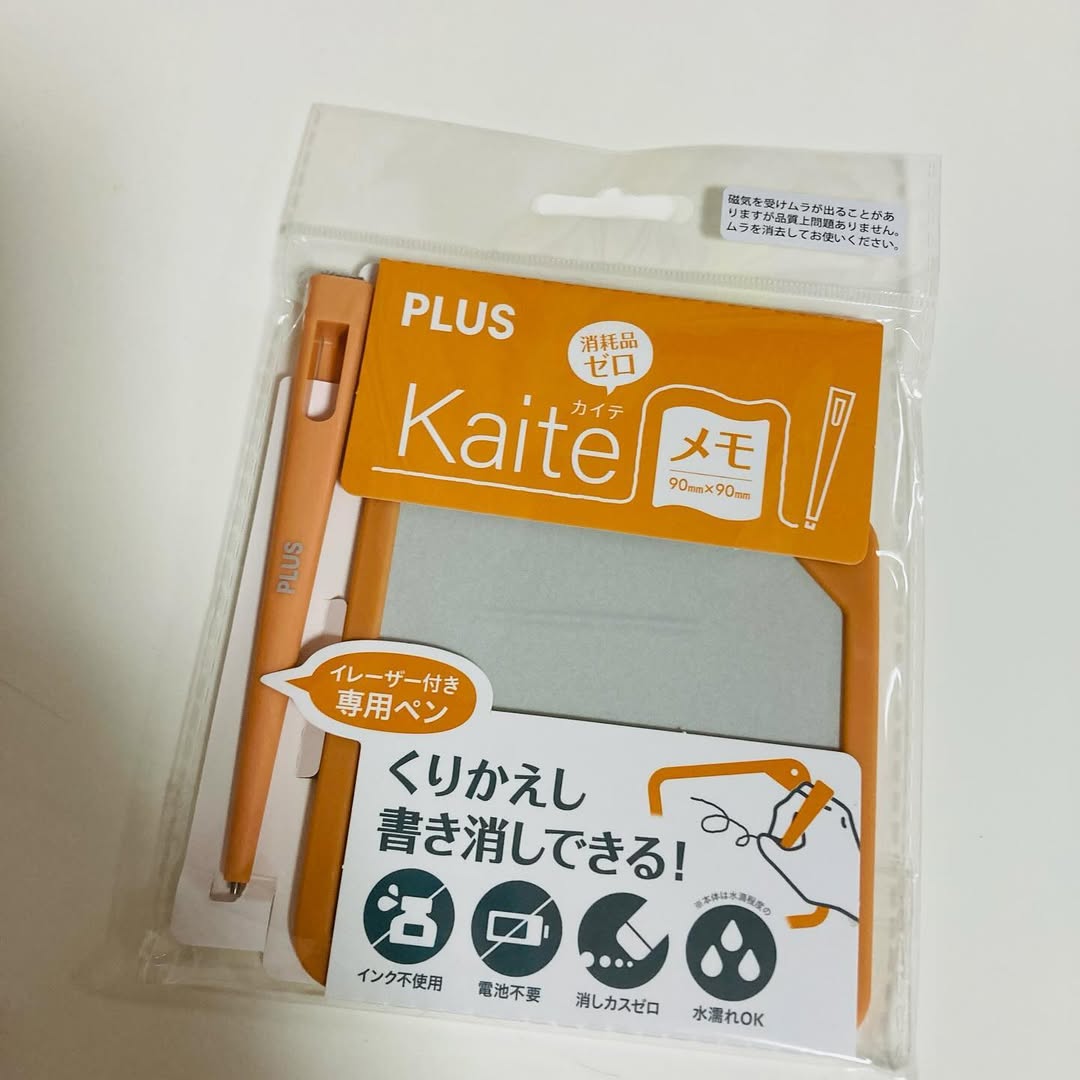 磁気を受けムラが出ることがあ
りますが品質上問題ありません。
ムラを消去してお使いください。
PLUS
消耗品
ゼロ
カイテ
Kaite
メモ
90mm×90mm
PLUS
イレーザー付き
専用ペン
くりかえし
書き消しできる!
※本体は水滴程度の
インク不使用
電池不要
消しカスゼロ
水濡れOK